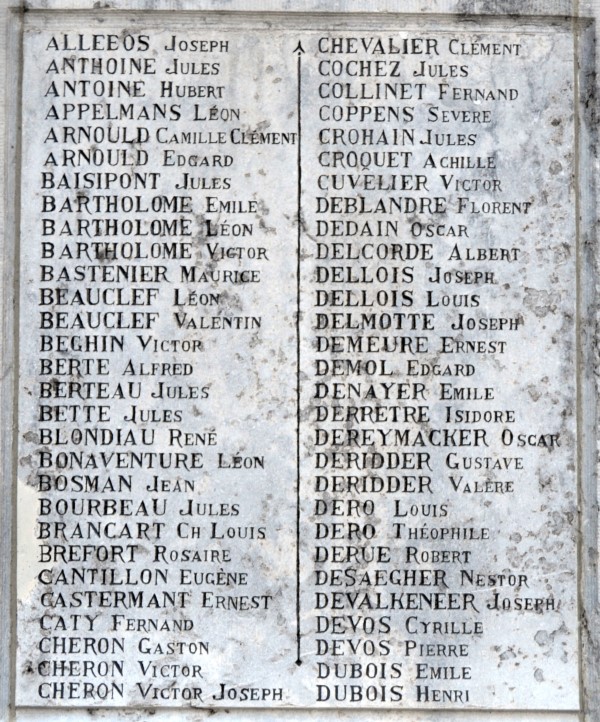 ALLEBOS JOSEPH
ANTHOINE JULES
ANTOINE HUBERT
APPELMANS LÉON
ARNOULD CAMILLE CLÉMENT
ARNOULD EDGARD
BAISIPONT JULES
BARTHOLOME EMILE
BARTHOLOME LÉON
BARTHOLOME VICTOR
BASTENIER MAURICE
BEAUCLEF LÉON
BEAUCLEF VALENTIN
BEGHIN VICTOR
BERTE ALFRED
BERTEAU JULES
BETTE JULES
BLONDIAU RENÉ
BONAVENTURE LÉON
BOSMAN JEAN
BOURBEAU JULES
BRANCART CH LOUIS
BREFORT ROSAIRE
CANTILLON EUGÈNE
CASTERMANT ERNEST
CATY FERNAND
CHERON GASTON
CHERON VICTOR
CHERON VICTOR JOSEPH
CHEVALIER CLÉMENT
COCHEZ JULES
COLLINET FERNAND
COPPENS SEVERE
CROHAIN JULES
CROQUET ACHILLE
CUVELIER VICTOR
DEBLANDRE FLORENT
DEDAIN OSCAR
DELCORDE ALBERT
DELLOIS JOSEPH
DELLOIS LOUIS
DELMOTTE JOSEPH
DEMEURE ERNEST
DEMOL EDGARD
DENAYER EMILE
DERRETRE ISIDORE
DEREYMACKER OSCAR
DERIDDER GUSTAVE
DERIDDER VALÈRE
DERO LOUIS
DERO THÉOPHILE
DERUE ROBERT
DESAEGHER NESTOR
DEVALKENEER JOSEPH
DEVOS CYRILLE
DEVOS PIERRE
DUBOIS EMILE
DUBOIS HENRI